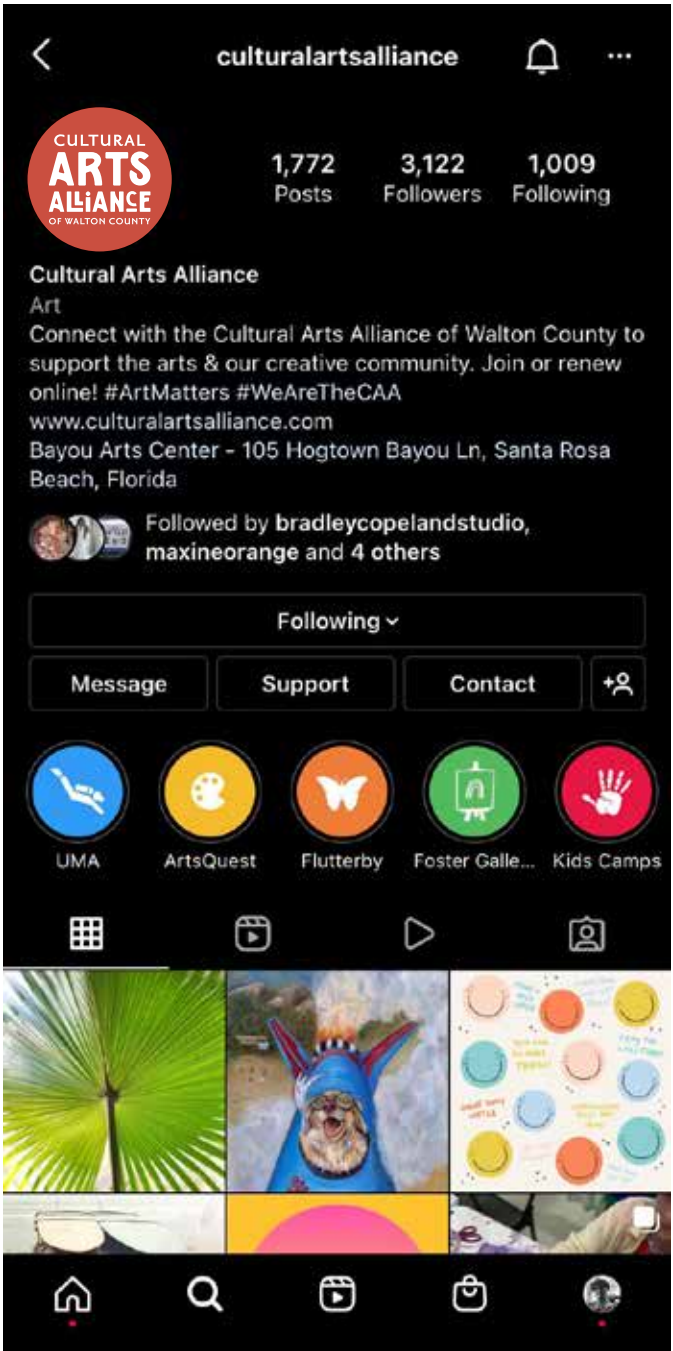 culturalartsalliance
CULTURAL
ARTS
ALLiANCE
OF WALTON COUNTY
1,772 3,122 1,009
Posts Followers Following
Cultural Arts Alliance
Art
Connect with the Cultural Arts Alliance of Walton County to
support the arts & our creative community. Join or renew
online! #ArtMatters #WeAreTheCAA
www.culturalartsalliance.com
Bayou Arts Center - 105 Hogtown Bayou Ln, Santa Rosa
Beach, Florida
Followed by bradleycopelandstudio,
maxineorange and 4 others
Following
Message Support Contact
UMA ArtsQuest Flutterby Foster Galle... Kids Camps